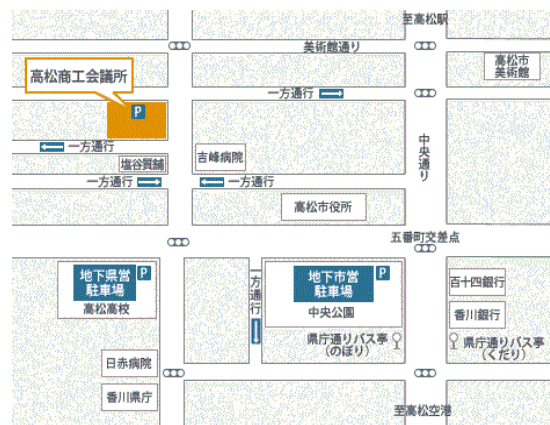 至高松駅
美術館通り
高松市
美術館
高松商工会議所
P
一方通行
中央通り
一方通行
塩谷質舗
吉峰病院
一方通行
一方通行
高松市役所
五番町交差点
地下県営
駐車場
P
高松高校
一方通行
地下市営
駐車場
P
中央公園
百十四銀行
香川銀行
県庁通りバス亭
(のぼり)
県庁通りバス亭
(くだり)
日赤病院
香川県庁
至高松空港